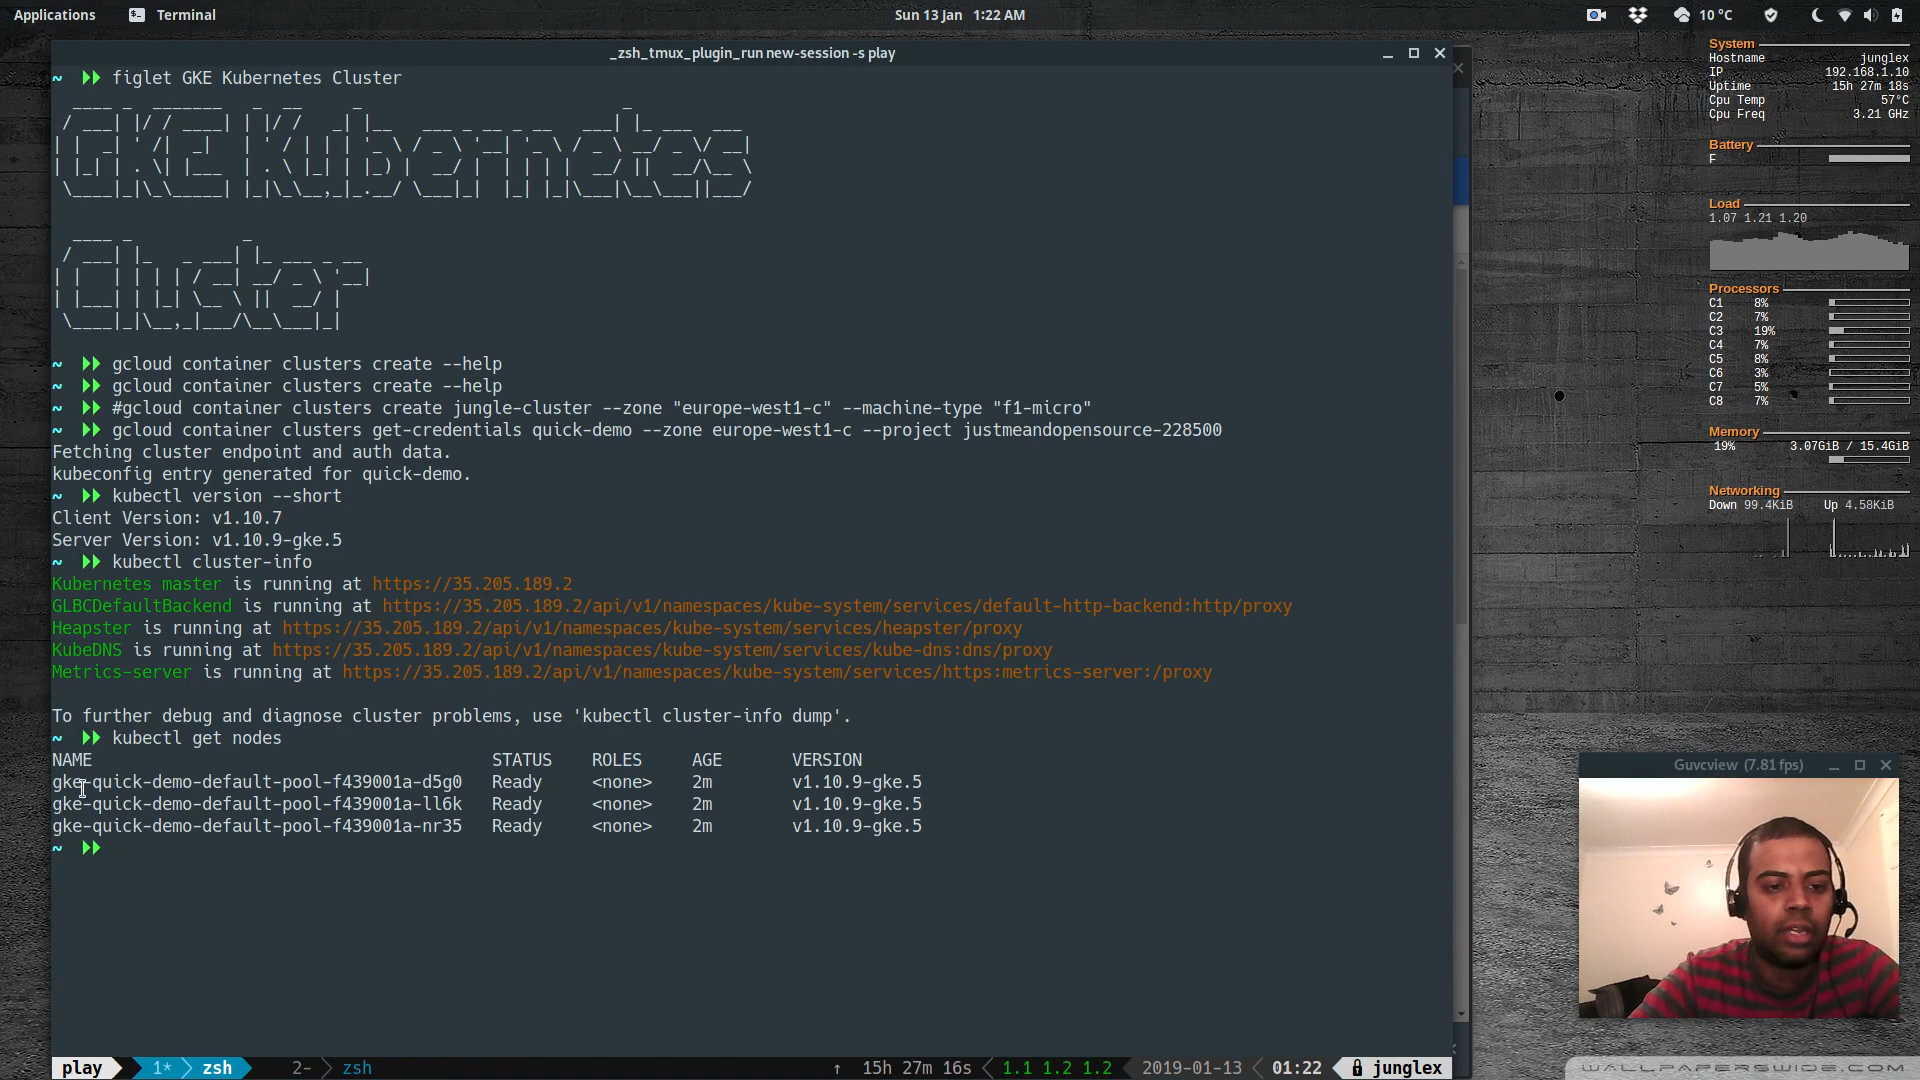 Applications Terminal Sun 13 Jan 1:22 AM 10 °C
_zsh_tmux_plugin_run new-session -s play
~ figlet GKE Kubernetes Cluster
GKE Kubernetes
Cluster
~ gcloud container clusters create --help
~ gcloud container clusters create --help
~ #gcloud container clusters create jungle-cluster --zone "europe-west1-c" --machine-type "f1-micro"
~ gcloud container clusters get-credentials quick-demo --zone europe-west1-c --project justmeandopensource-228500
Fetching cluster endpoint and auth data.
kubeconfig entry generated for quick-demo.
~ kubectl version --short
Client Version: v1.10.7
Server Version: v1.10.9-gke.5
~ kubectl cluster-info
Kubernetes master is running at https://35.205.189.2
GLBCDefaultBackend is running at https://35.205.189.2/api/v1/namespaces/kube-system/services/default-http-backend:http/proxy
Heapster is running at https://35.205.189.2/api/v1/namespaces/kube-system/services/heapster/proxy
KubeDNS is running at https://35.205.189.2/api/v1/namespaces/kube-system/services/kube-dns:dns/proxy
Metrics-server is running at https://35.205.189.2/api/v1/namespaces/kube-system/services/https:metrics-server:/proxy
To further debug and diagnose cluster problems, use 'kubectl cluster-info dump'.
~ kubectl get nodes
NAME STATUS ROLES AGE VERSION
gke-quick-demo-default-pool-f439001a-d5g0 Ready <none> 2m v1.10.9-gke.5
gke-quick-demo-default-pool-f439001a-ll6k Ready <none> 2m v1.10.9-gke.5
gke-quick-demo-default-pool-f439001a-nr35 Ready <none> 2m v1.10.9-gke.5
~
play 1* zsh 2- zsh ↑ 15h 27m 16s 1.1 1.2 1.2 2019-01-13 01:22 junglex
System
Hostname junglex
IP 192.168.1.10
Uptime 15h 27m 18s
Cpu Temp 57°C
Cpu Freq 3.21 GHz
Battery
F
Load
1.07 1.21 1.20
Processors
C1 8%
C2 7%
C3 19%
C4 7%
C5 8%
C6 3%
C7 5%
C8 7%
Memory
19% 3.07GiB / 15.4GiB
Networking
Down 99.4KiB Up 4.58KiB
Guvcview (7.81 fps)
WALLPAPERSWIDE.COM